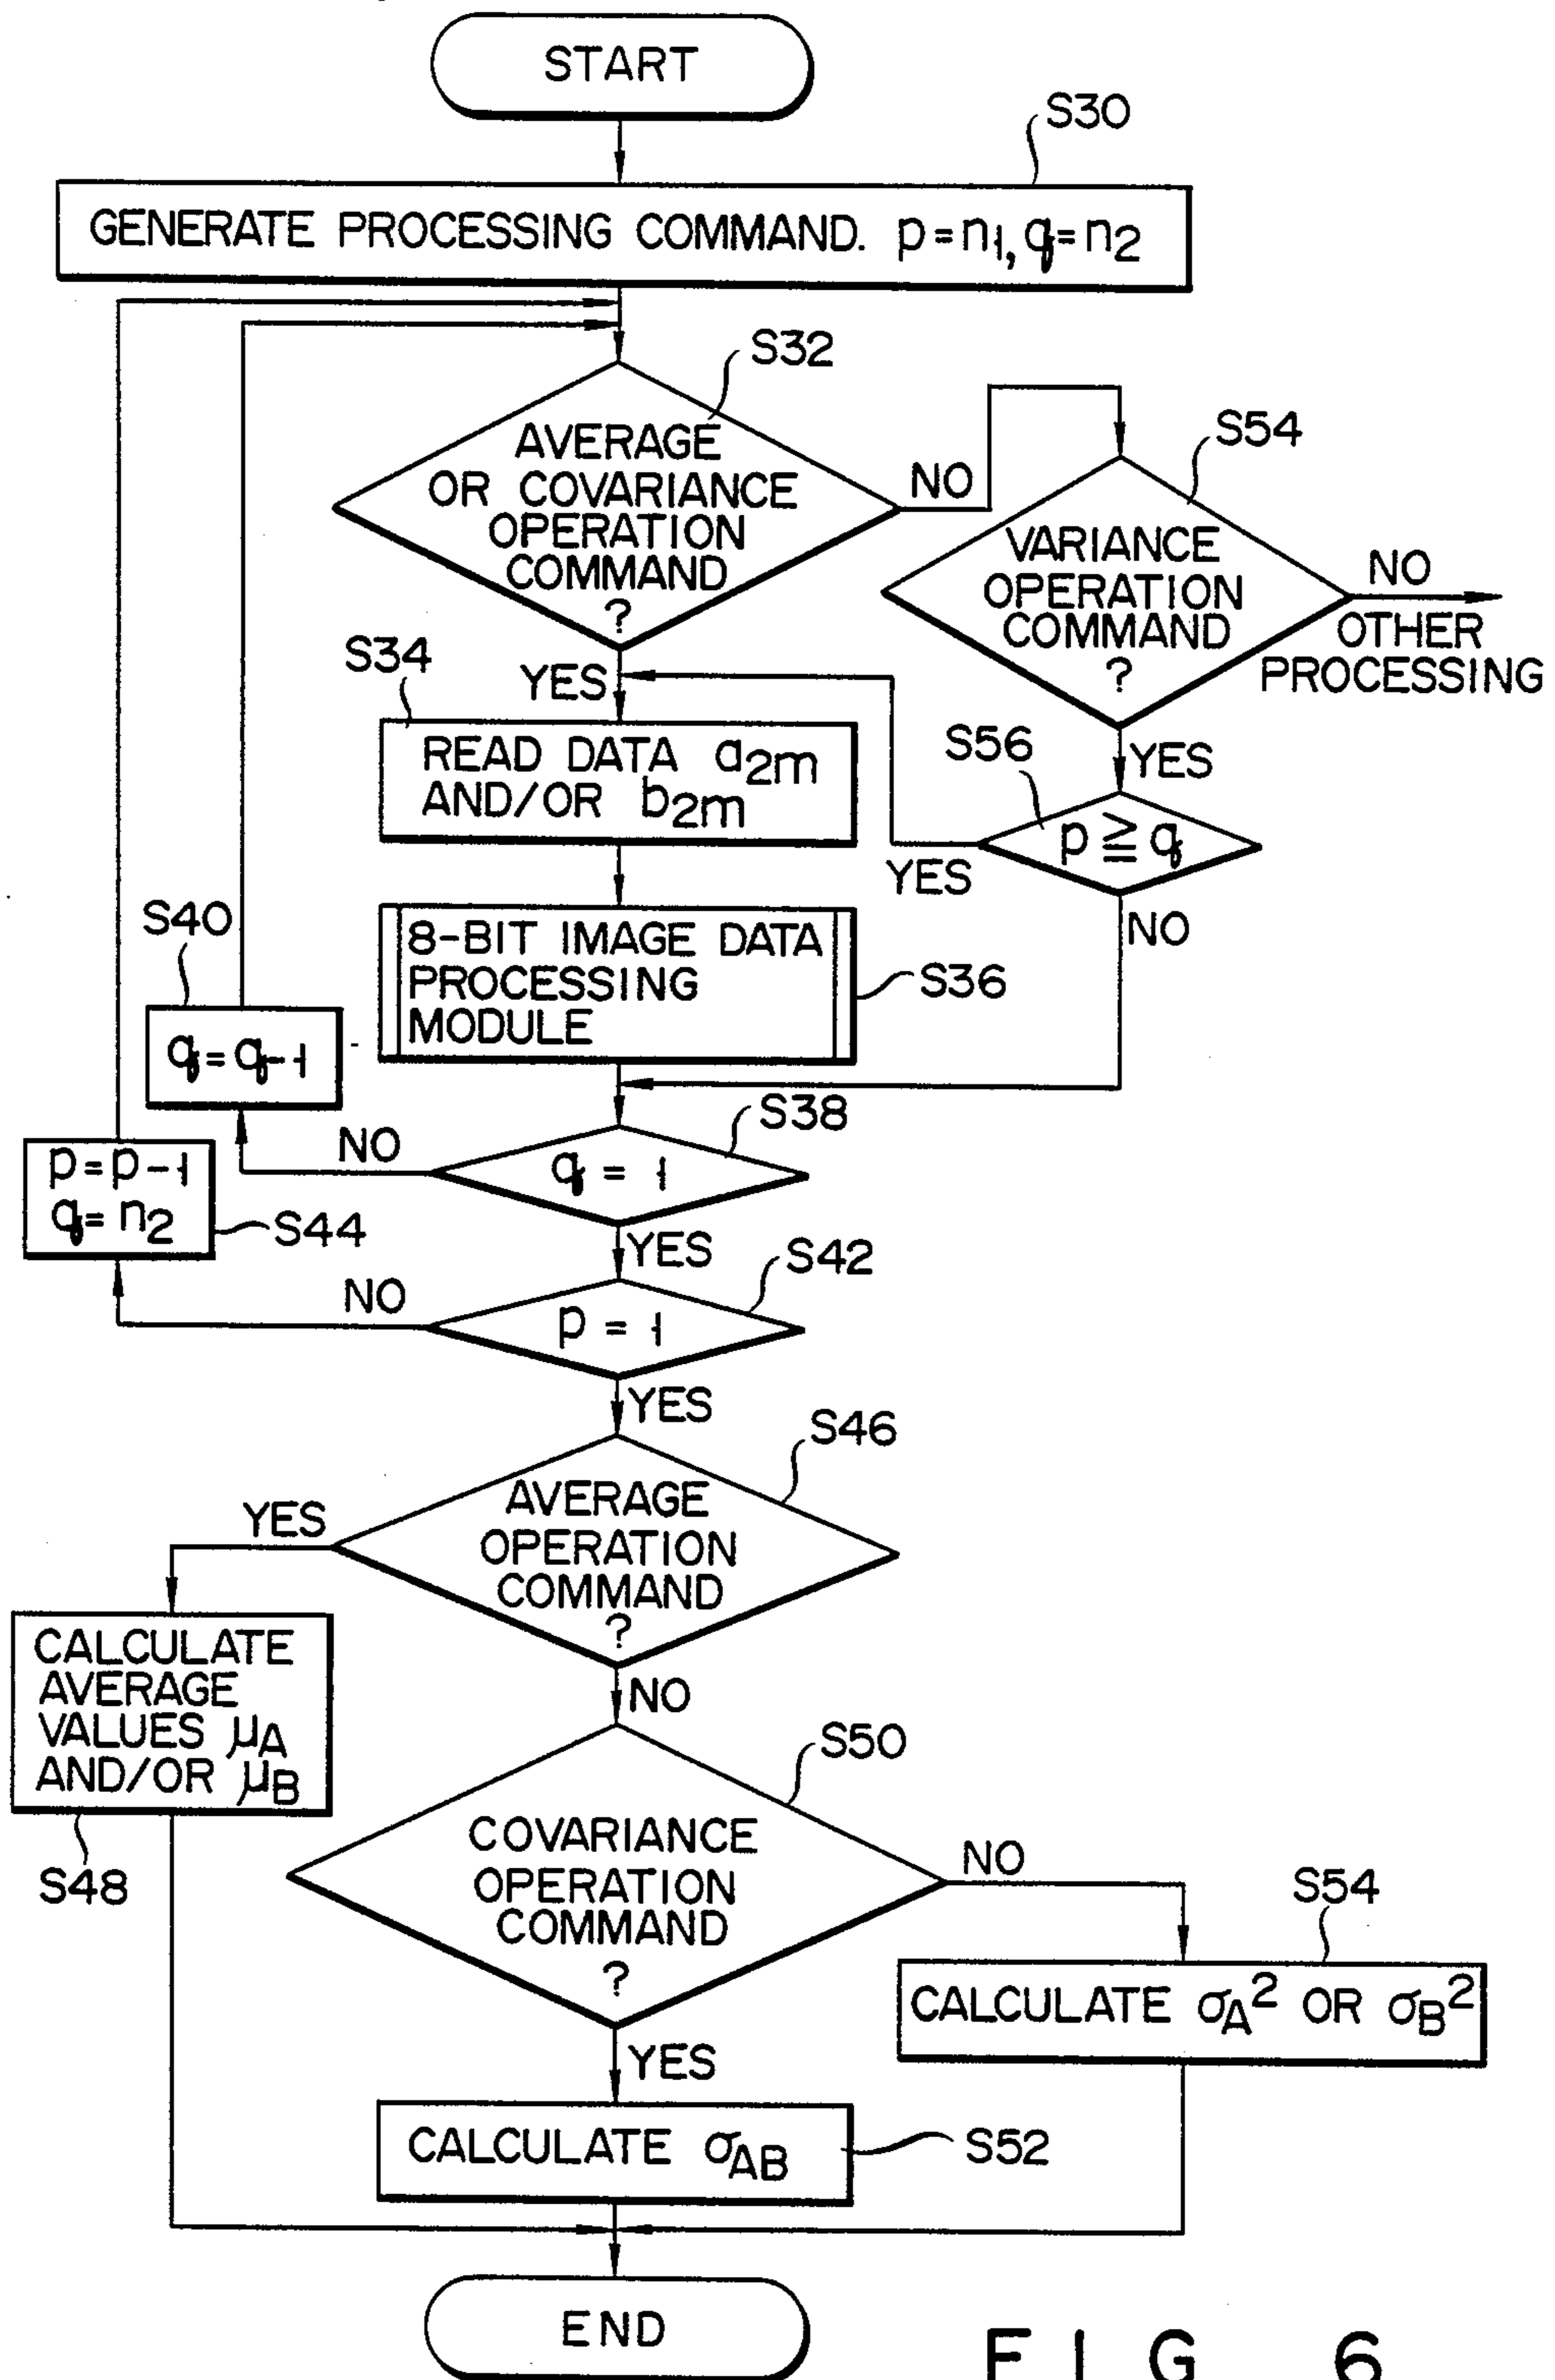 START
S30
GENERATE PROCESSING COMMAND. p=n1, q=n2
S32
AVERAGE
OR COVARIANCE
OPERATION
COMMAND
?
NO
S54
VARIANCE
OPERATION
COMMAND
?
NO
OTHER
PROCESSING
YES
S34
READ DATA a2m
AND/OR b2m
YES
S56
p ≧ q
YES
NO
8-BIT IMAGE DATA
PROCESSING
MODULE
S36
S40
q=q-1
S38
q = 1
NO
p=p-1
q=n2
S44
YES
S42
p = 1
NO
YES
S46
AVERAGE
OPERATION
COMMAND
?
YES
CALCULATE
AVERAGE
VALUES μA
AND/OR μB
S48
NO
S50
COVARIANCE
OPERATION
COMMAND
?
NO
S54
CALCULATE σA² OR σB²
YES
CALCULATE σAB
S52
END
FIG. 6